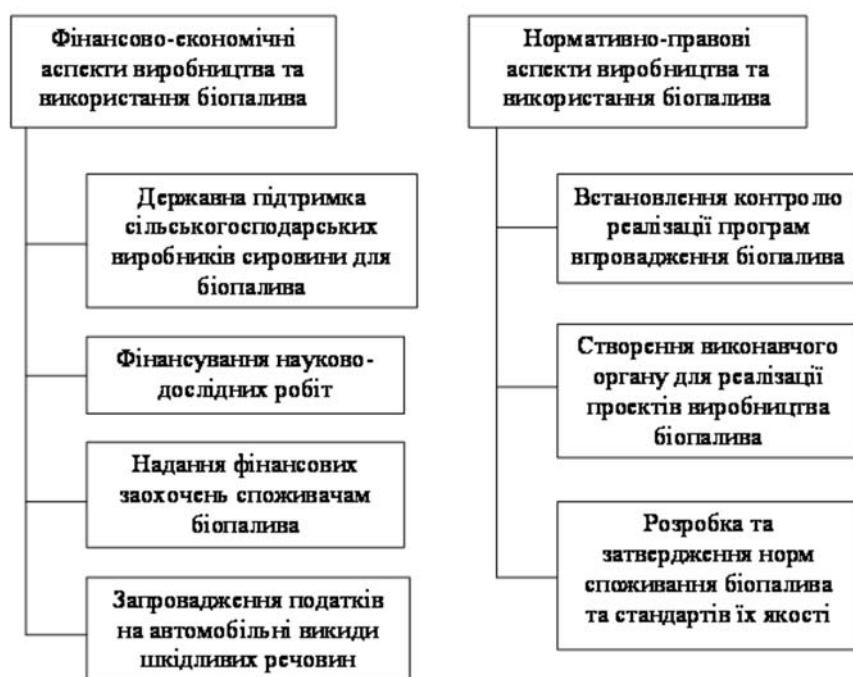 Фінансово-економічні
аспекти виробництва та
використання біопалива
Державна підтримка
сільськогосподарських
виробників сировини для
біопалива
Фінансування науково-
дослідних робіт
Надання фінансових
заохочень споживачам
біопалива
Запровадження податків
на автомобільні викиди
шкідливих речовин
Нормативно-правові
аспекти виробництва та
використання біопалива
Встановлення контролю
реалізації програм
впровадження біопалива
Створення виконавчого
органу для реалізації
проектів виробництва
біопалива
Розробка та
затвердження норм
споживання біопалива
та стандартів їх якості